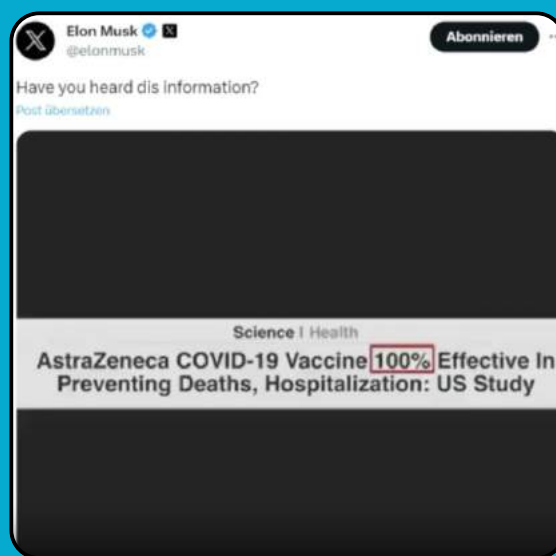 Elon Musk
@elonmusk
Abonnieren
Have you heard dis information?
Post übersetzen
Science | Health
AstraZeneca COVID-19 Vaccine 100% Effective In
Preventing Deaths, Hospitalization: US Study